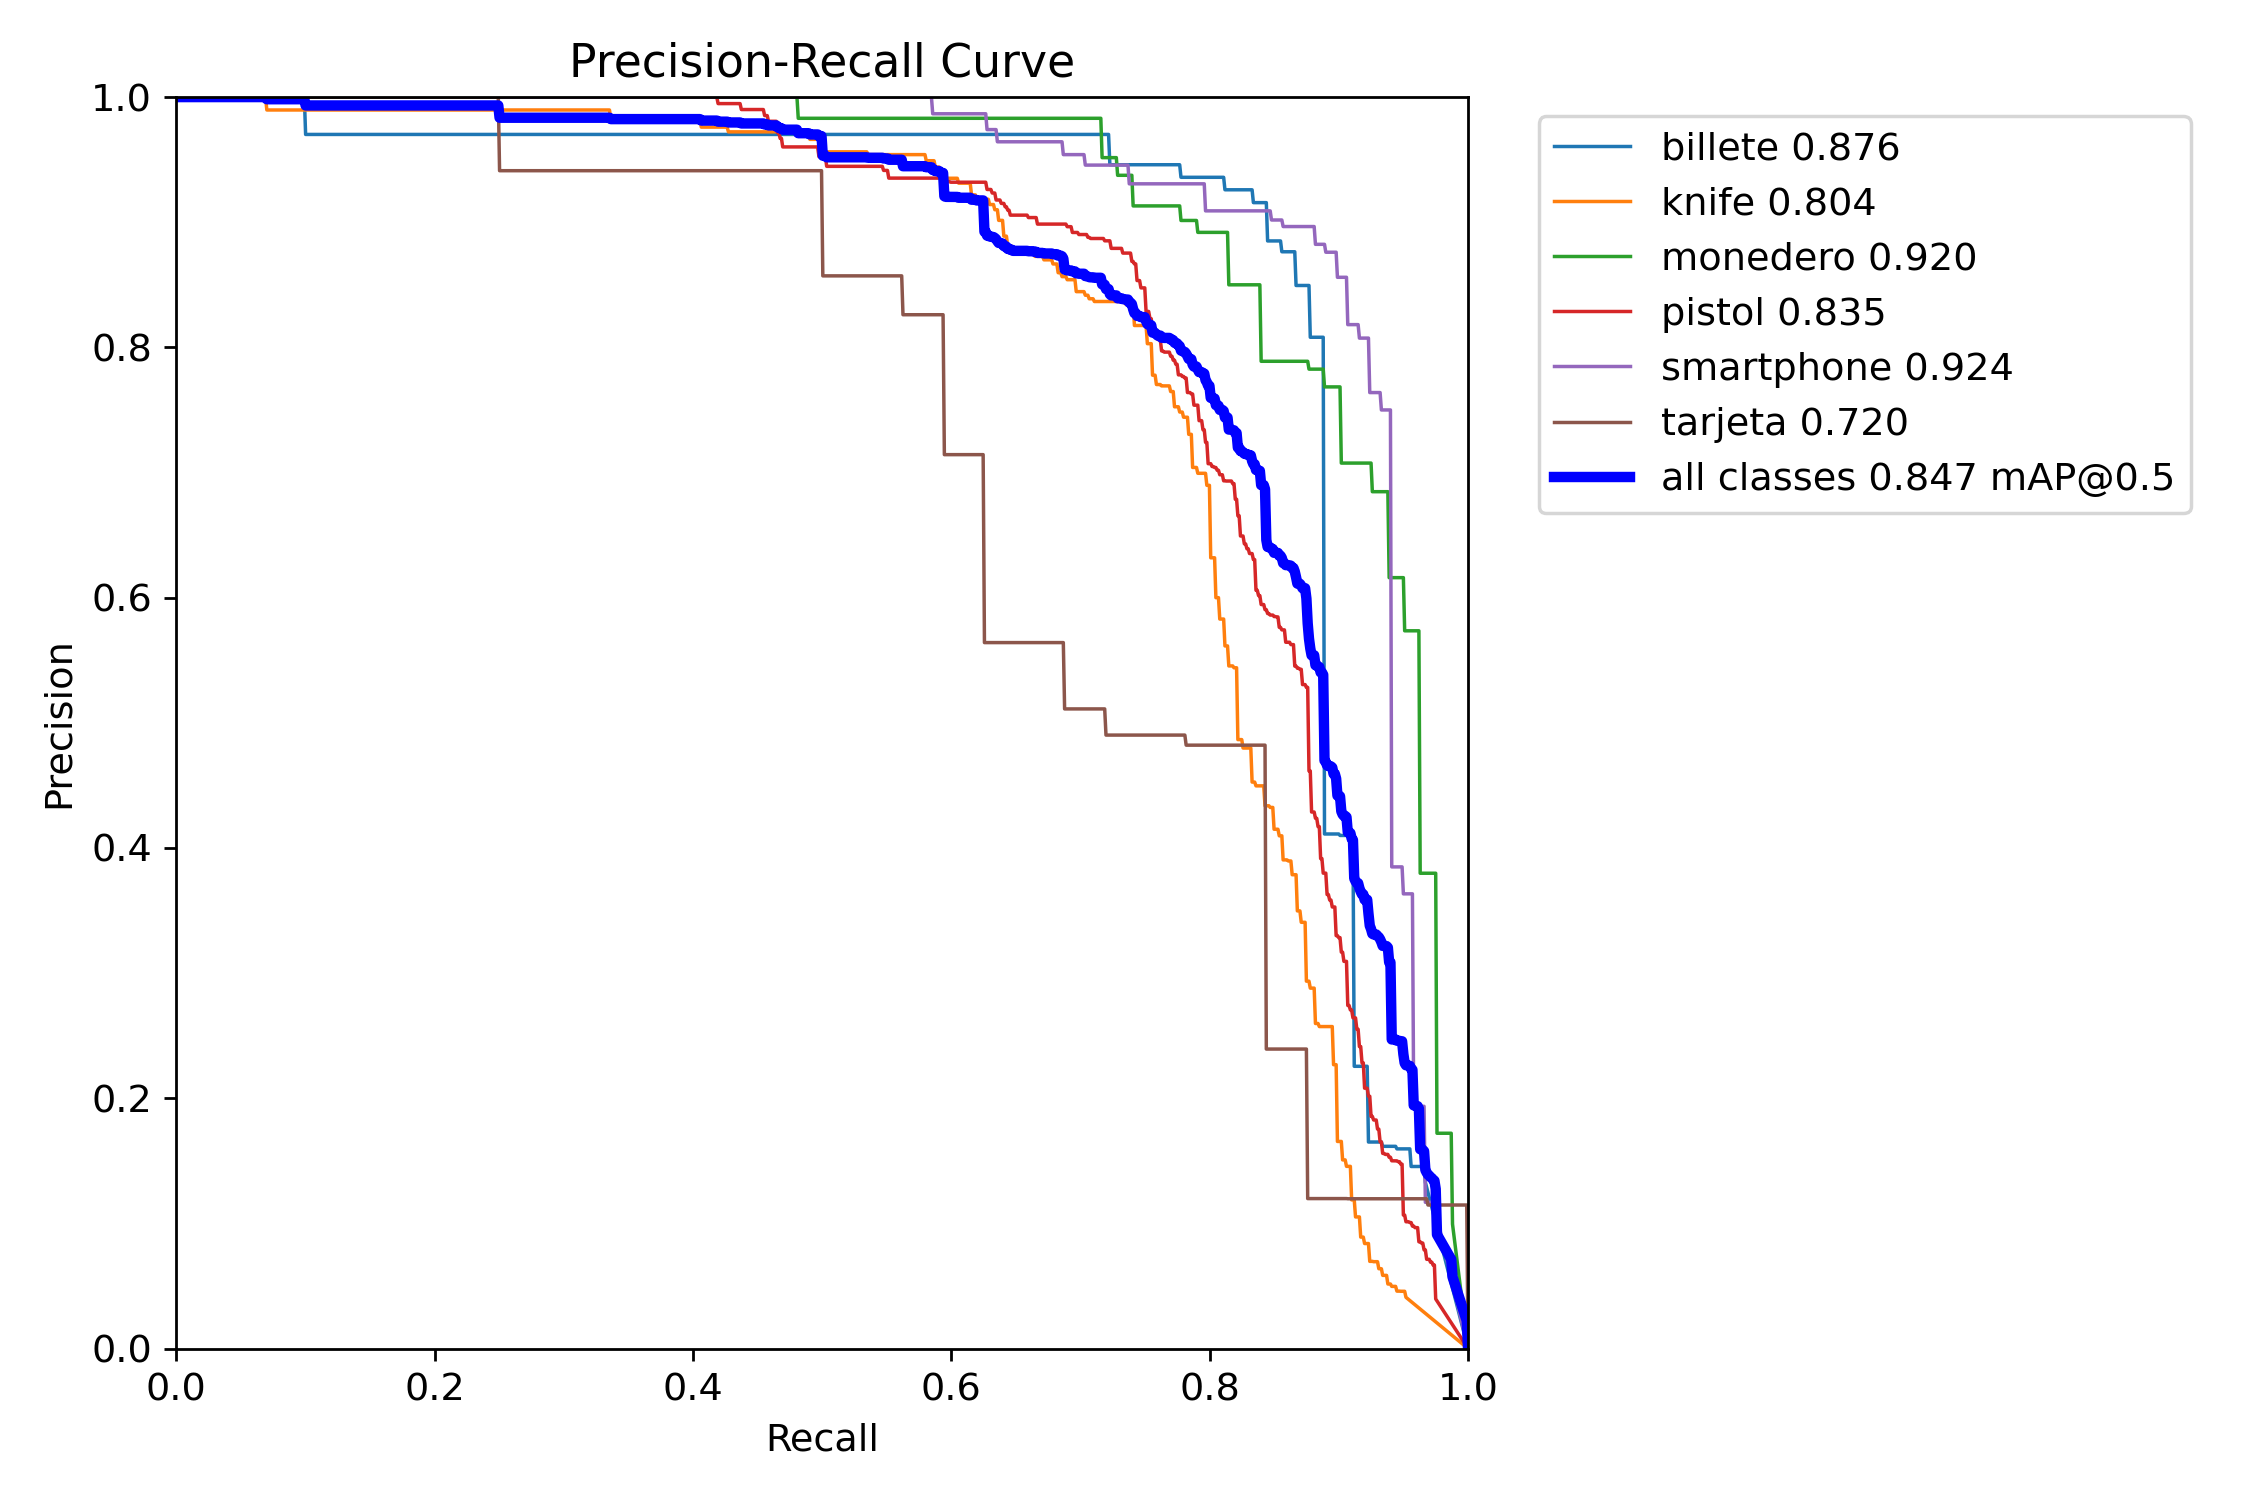 Precision-Recall Curve
1.0
0.8
0.6
0.4
0.2
0.0
Precision
0.0 0.2 0.4 0.6 0.8 1.0
Recall
billete 0.876
knife 0.804
monedero 0.920
pistol 0.835
smartphone 0.924
tarjeta 0.720
all classes 0.847 mAP@0.5